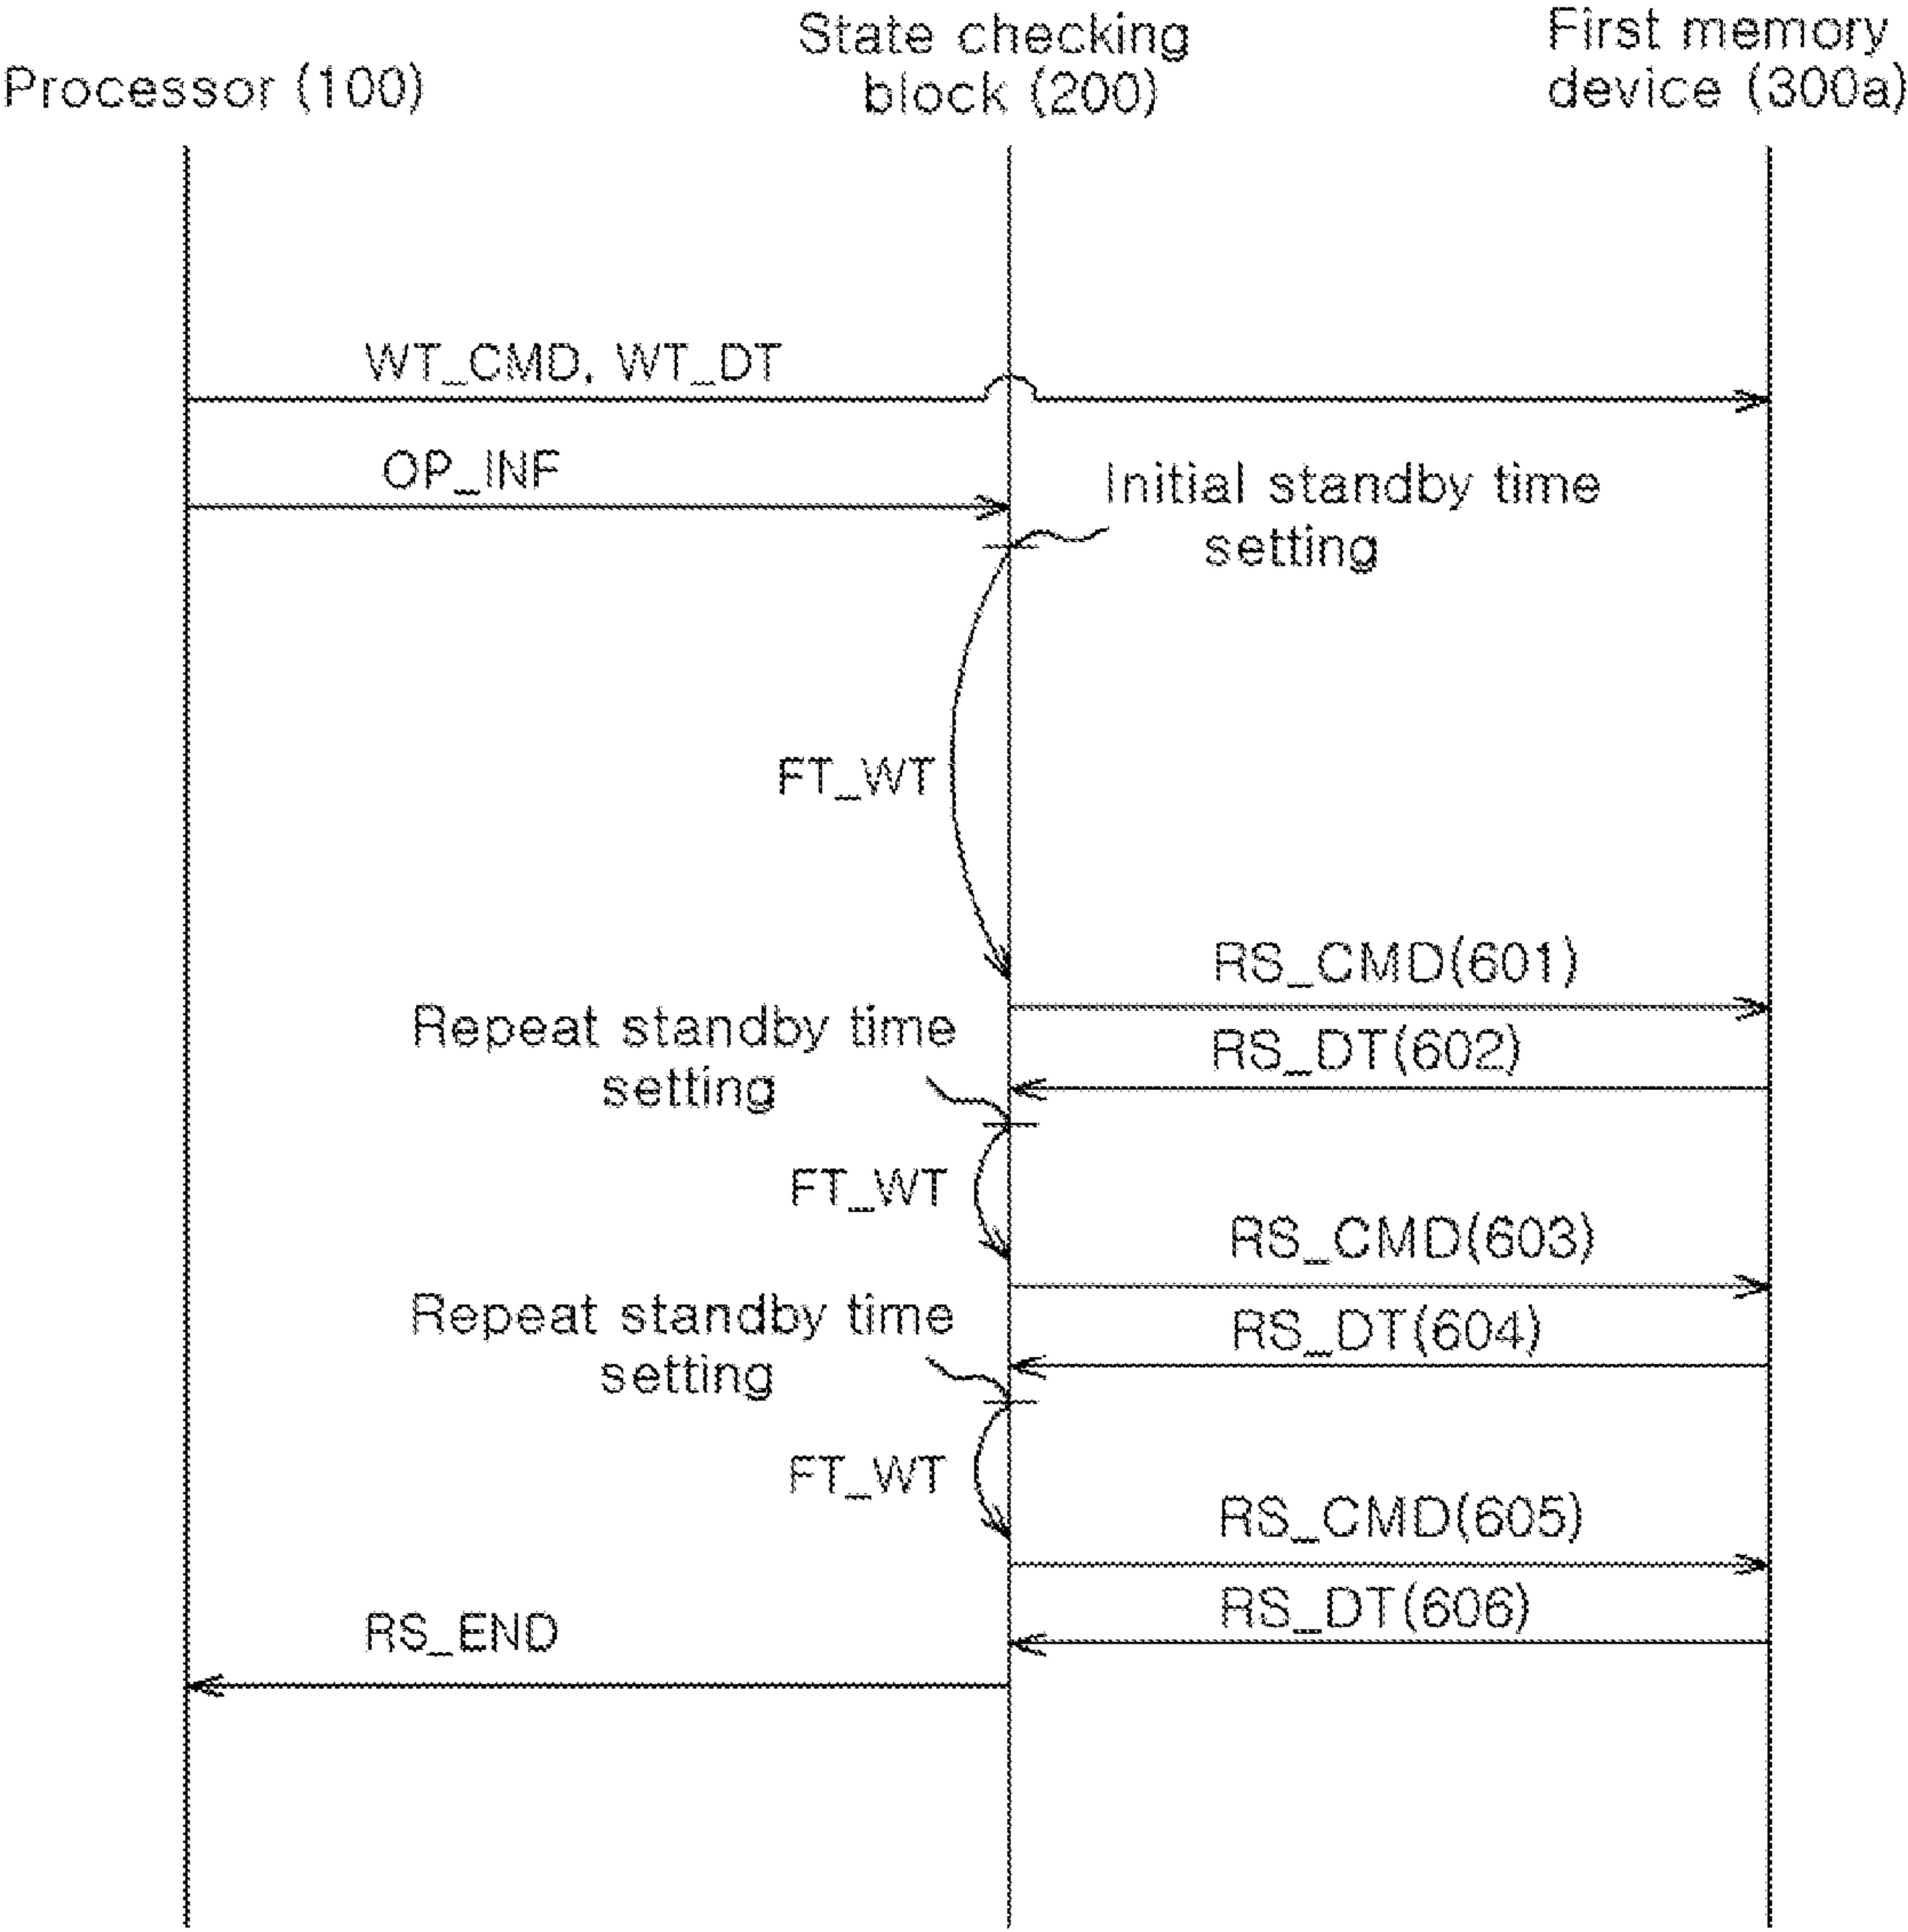 Processor (100)
State checking
block (200)
First memory
device (300a)
WT_CMD, WT_DT
OP_INF
Initial standby time
setting
FT_WT
RS_CMD(601)
Repeat standby time
setting
RS_DT(602)
FT_WT
RS_CMD(603)
Repeat standby time
setting
RS_DT(604)
FT_WT
RS_CMD(605)
RS_DT(606)
RS_END